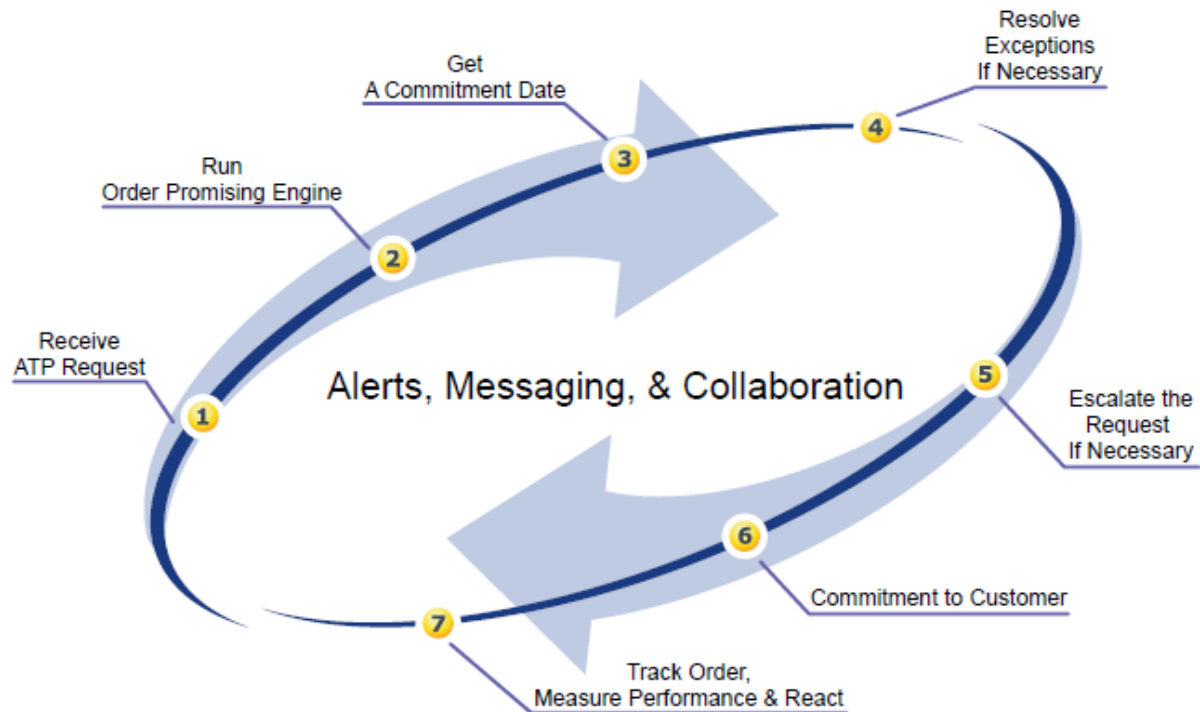 Resolve
Exceptions
If Necessary
4
Get
A Commitment Date
3
Run
Order Promising Engine
2
Receive
ATP Request
1
Alerts, Messaging, & Collaboration
5
Escalate the
Request
If Necessary
6
Commitment to Customer
7
Track Order,
Measure Performance & React